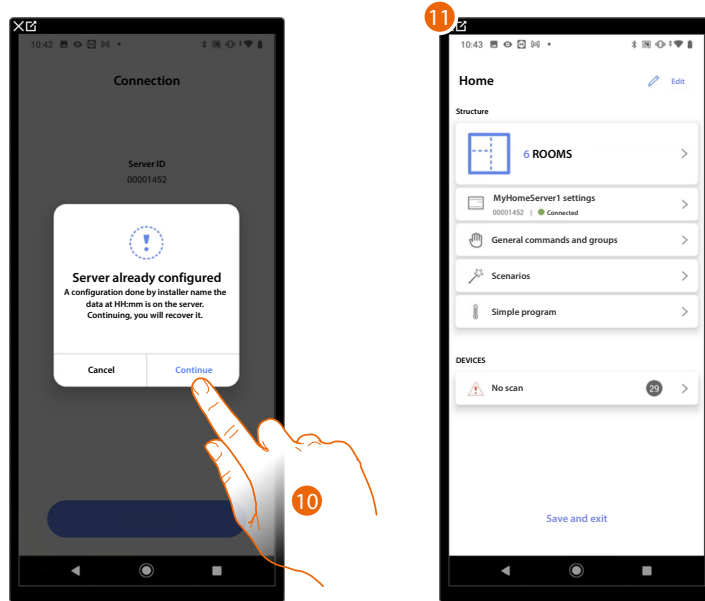 10:42
Connection
Server ID
00001452
Server already configured
A configuration done by installer name the
data at HH:mm is on the server.
Continuing, you will recover it.
Cancel
Continue
10
11
10:43
Home
Edit
Structure
6 ROOMS
MyHomeServer1 settings
00001452 | Connected
General commands and groups
Scenarios
Simple program
DEVICES
No scan
29
Save and exit